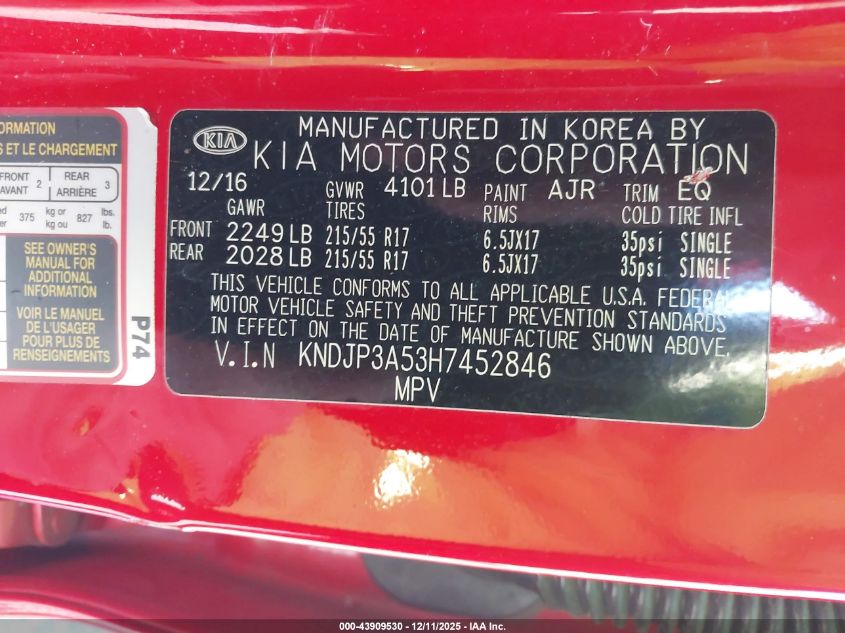 ORMATION
S ET LE CHARGEMENT
FRONT 2 REAR 3
AVANT ARRIÈRE
375 kg or 827 lbs.
kg ou lb.
SEE OWNER'S
MANUAL FOR
ADDITIONAL
INFORMATION
VOIR LE MANUEL
DE L'USAGER
POUR PLUS DE
RENSEIGNEMENTS
P74
KIA
MANUFACTURED IN KOREA BY
KIA MOTORS CORPORATION
12/16 GVWR 4101 LB PAINT AJR TRIM EQ
GAWR TIRES RIMS COLD TIRE INFL
FRONT 2249 LB 215/55 R17 6.5JX17 35psi SINGLE
REAR 2028 LB 215/55 R17 6.5JX17 35psi SINGLE
THIS VEHICLE CONFORMS TO ALL APPLICABLE U.S.A. FEDERAL
MOTOR VEHICLE SAFETY AND THEFT PREVENTION STANDARDS
IN EFFECT ON THE DATE OF MANUFACTURE SHOWN ABOVE.
V.I.N KNDJP3A53H7452846
MPV
000-43909530 - 12/11/2025 - IAA Inc.